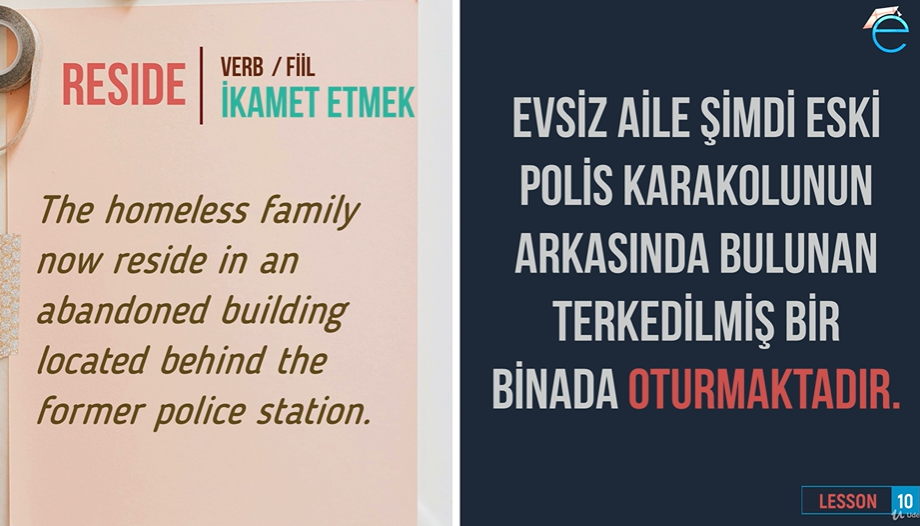 RESIDE
VERB / FİİL
İKAMET ETMEK
The homeless family
now reside in an
abandoned building
located behind the
former police station.
e
EVSİZ AİLE ŞİMDİ ESKİ
POLİS KARAKOLUNUN
ARKASINDA BULUNAN
TERKEDİLMİŞ BİR
BİNADA OTURMAKTADIR.
LESSON 10